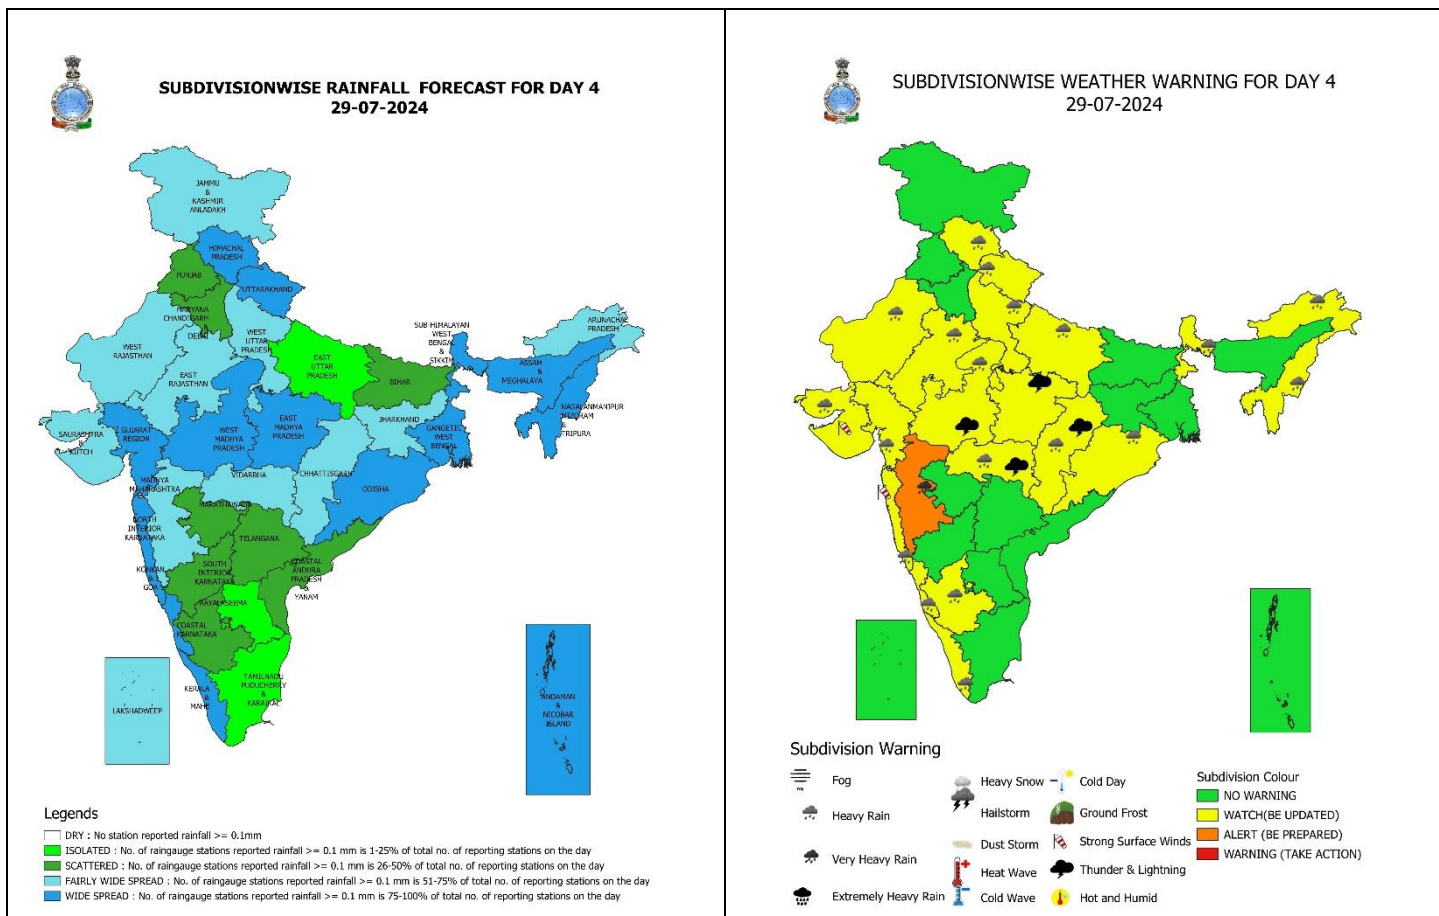 SUBDIVISIONWISE RAINFALL FORECAST FOR DAY 4
29-07-2024
JAMMU
&
KASHMIR
ANLADAKH
HIMACHAL
PRADESH
PUNJAB
UTTARAKHAND
HARYANA
CHANDIGARH
&
DELHI
WEST
UTTAR
PRADESH
WEST
RAJASTHAN
EAST
RAJASTHAN
EAST
UTTAR
PRADESH
BIHAR
SUB-HIMALAYAN
WEST
BENGAL
&
SIKKIM
ARUNACHAL
PRADESH
ASSAM
&
MEGHALAYA
NAGALANMANIPUR
MIZORAM
&
TRIPURA
SAURASHTRA
&
KUTCH
GUJARAT
REGION
WEST
MADHYA
PRADESH
EAST
MADHYA
PRADESH
JHARKHAND
GANGETIC
WEST
BENGAL
MADHYA
MAHARASHTRA
VIDARBHA
CHHATTISGARH
ODISHA
MARATHAWADA
NORTH
INTERIOR
KARNATAKA
TELANGANA
KONKAN
&
GOA
SOUTH
INTERIOR
KARNATAKA
COASTAL
ANDHRA
PRADESH
&
YANAM
RAYALASEEMA
COASTAL
KARNATAKA
TAMILNADU
PUDUCHERRY
&
KARAIKAL
KERALA
&
MAHE
LAKSHADWEEP
ANDAMAN
&
NICOBAR
ISLAND
Legends
DRY : No station reported rainfall >= 0.1mm
ISOLATED : No. of raingauge stations reported rainfall >= 0.1 mm is 1-25% of total no. of reporting stations on the day
SCATTERED : No. of raingauge stations reported rainfall >= 0.1 mm is 26-50% of total no. of reporting stations on the day
FAIRLY WIDE SPREAD : No. of raingauge stations reported rainfall >= 0.1 mm is 51-75% of total no. of reporting stations on the day
WIDE SPREAD : No. of raingauge stations reported rainfall >= 0.1 mm is 75-100% of total no. of reporting stations on the day
SUBDIVISIONWISE WEATHER WARNING FOR DAY 4
29-07-2024
Subdivision Warning
Fog
Heavy Rain
Very Heavy Rain
Extremely Heavy Rain
Heavy Snow
Hailstorm
Dust Storm
Heat Wave
Cold Wave
Cold Day
Ground Frost
Strong Surface Winds
Thunder & Lightning
Hot and Humid
Subdivision Colour
NO WARNING
WATCH(BE UPDATED)
ALERT (BE PREPARED)
WARNING (TAKE ACTION)